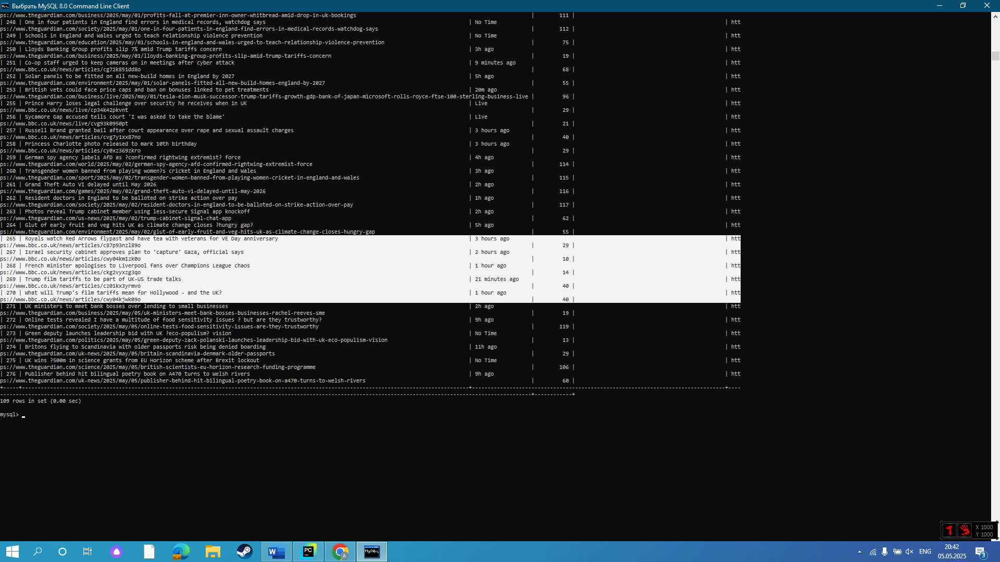 Выбрать MySQL 8.0 Command Line Client
ps://www.theguardian.com/business/2025/may/01/profits-fall-at-premier-inn-owner-whitbread-amid-drop-in-uk-bookings | 111 |
| 248 | One in four patients in England find errors in medical records, watchdog says | No Time | htt
ps://www.theguardian.com/society/2025/may/01/one-in-four-patients-in-england-find-errors-in-medical-records-watchdog-says | 112 |
| 249 | Schools in England and Wales urged to teach relationship violence prevention | No Time | htt
ps://www.theguardian.com/education/2025/may/01/schools-in-england-and-wales-urged-to-teach-relationship-violence-prevention | 75 |
| 250 | Lloyds Banking Group profits slip 7% amid Trump tariffs concern | 3h ago | htt
ps://www.theguardian.com/business/2025/may/01/lloyds-banking-group-profits-slip-amid-trump-tariffs-concern | 19 |
| 251 | Co-op staff urged to keep cameras on in meetings after cyber attack | 9 minutes ago | htt
ps://www.bbc.co.uk/news/articles/cg72k851dd8o | 68 |
| 252 | Solar panels to be fitted on all new-build homes in England by 2027 | 5h ago | htt
ps://www.theguardian.com/environment/2025/may/01/solar-panels-fitted-all-new-build-homes-england-by-2027 | 55 |
| 253 | British vets could face price caps and ban on bonuses linked to pet treatments | 20m ago | htt
ps://www.theguardian.com/business/live/2025/may/01/tesla-elon-musk-successor-trump-tariffs-growth-gdp-bank-of-japan-microsoft-rolls-royce-ftse-100-sterling-business-live | 96 |
| 255 | Prince Harry loses legal challenge over security he receives when in UK | Live | htt
ps://www.bbc.co.uk/news/live/cp34k42pkvnt | 29 |
| 256 | Sycamore Gap accused tells court 'I was asked to take the blame' | Live | htt
ps://www.bbc.co.uk/news/live/cvg93k0950pt | 21 |
| 257 | Russell Brand granted bail after court appearance over rape and sexual assault charges | 3 hours ago | htt
ps://www.bbc.co.uk/news/articles/cvg7y1xx87no | 40 |
| 258 | Princess Charlotte photo released to mark 10th birthday | 3 hours ago | htt
ps://www.bbc.co.uk/news/articles/cy0xz369zkro | 29 |
| 259 | German spy agency labels AfD as ?confirmed rightwing extremist? force | 4h ago | htt
ps://www.theguardian.com/world/2025/may/02/german-spy-agency-afd-confirmed-rightwing-extremist-force | 114 |
| 260 | Transgender women banned from playing women?s cricket in England and Wales | 3h ago | htt
ps://www.theguardian.com/sport/2025/may/02/transgender-women-banned-from-playing-women-cricket-in-england-and-wales | 115 |
| 261 | Grand Theft Auto VI delayed until May 2026 | 2h ago | htt
ps://www.theguardian.com/games/2025/may/02/grand-theft-auto-vi-delayed-until-may-2026 | 116 |
| 262 | Resident doctors in England to be balloted on strike action over pay | 1h ago | htt
ps://www.theguardian.com/society/2025/may/02/resident-doctors-in-england-to-be-balloted-on-strike-action-over-pay | 117 |
| 263 | Photos reveal Trump cabinet member using less-secure Signal app knockoff | 2h ago | htt
ps://www.theguardian.com/us-news/2025/may/02/trump-cabinet-signal-chat-app | 62 |
| 264 | Glut of early fruit and veg hits UK as climate change closes ?hungry gap? | 5h ago | htt
ps://www.theguardian.com/environment/2025/may/02/glut-of-early-fruit-and-veg-hits-uk-as-climate-change-closes-hungry-gap | 55 |
| 265 | Royals watch Red Arrows flypast and have tea with veterans for VE Day anniversary | 3 hours ago | htt
ps://www.bbc.co.uk/news/articles/c87p93nzl89o | 29 |
| 267 | Israel security cabinet approves plan to 'capture' Gaza, official says | 2 hours ago | htt
ps://www.bbc.co.uk/news/articles/cwy04km1zk0o | 10 |
| 268 | French minister apologises to Liverpool fans over Champions League chaos | 1 hour ago | htt
ps://www.bbc.co.uk/news/articles/ckg2vyxzg3qo | 14 |
| 269 | Trump film tariffs to be part of UK-US trade talks | 21 minutes ago | htt
ps://www.bbc.co.uk/news/articles/cz01kx3yrmvo | 40 |
| 270 | What will Trump's film tariffs mean for Hollywood - and the UK? | 1 hour ago | htt
ps://www.bbc.co.uk/news/articles/cwy04kjwk09o | 40 |
| 271 | UK ministers to meet bank bosses over lending to small businesses | 2h ago | htt
ps://www.theguardian.com/business/2025/may/05/uk-ministers-meet-bank-bosses-businesses-rachel-reeves-sme | 19 |
| 272 | Online tests revealed I have a multitude of food sensitivity issues ? but are they trustworthy? | 9h ago | htt
ps://www.theguardian.com/society/2025/may/05/online-tests-food-sensitivity-issues-are-they-trustworthy | 119 |
| 273 | Green deputy launches leadership bid with UK ?eco-populism? vision | No Time | htt
ps://www.theguardian.com/politics/2025/may/05/green-deputy-zack-polanski-launches-leadership-bid-with-uk-eco-populism-vision | 13 |
| 274 | Britons flying to Scandinavia with older passports risk being denied boarding | 11h ago | htt
ps://www.theguardian.com/uk-news/2025/may/05/britain-scandinavia-denmark-older-passports | 29 |
| 275 | UK wins ?500m in science grants from EU Horizon scheme after Brexit lockout | No Time | htt
ps://www.theguardian.com/science/2025/may/05/british-scientists-eu-horizon-research-funding-programme | 106 |
| 276 | Publisher behind hit bilingual poetry book on A470 turns to Welsh rivers | 9h ago | htt
ps://www.theguardian.com/uk-news/2025/may/05/publisher-behind-hit-bilingual-poetry-book-on-a470-turns-to-welsh-rivers | 60 |
109 rows in set (0.00 sec)
mysql> _
X 1000
Y 1000
W
PC
A
MySQL
ENG
20:42
05.05.2025
3